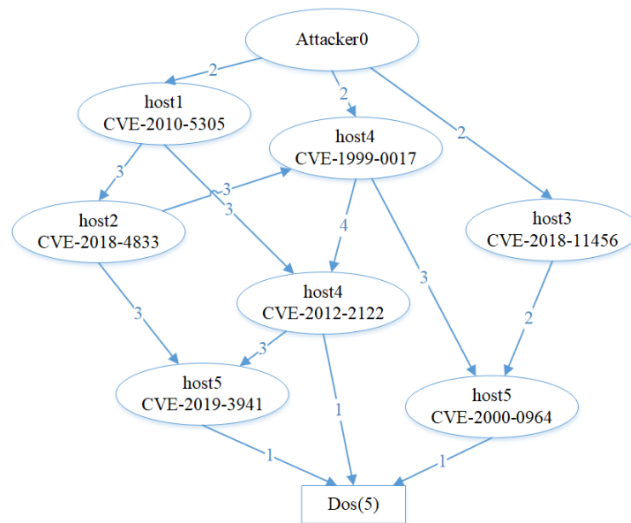 Attacker0
2
2
2
host1
CVE-2010-5305
host4
CVE-1999-0017
3
3
3
host2
CVE-2018-4833
host3
CVE-2018-11456
4
3
3
host4
CVE-2012-2122
2
3
host5
CVE-2019-3941
1
host5
CVE-2000-0964
1
1
Dos(5)